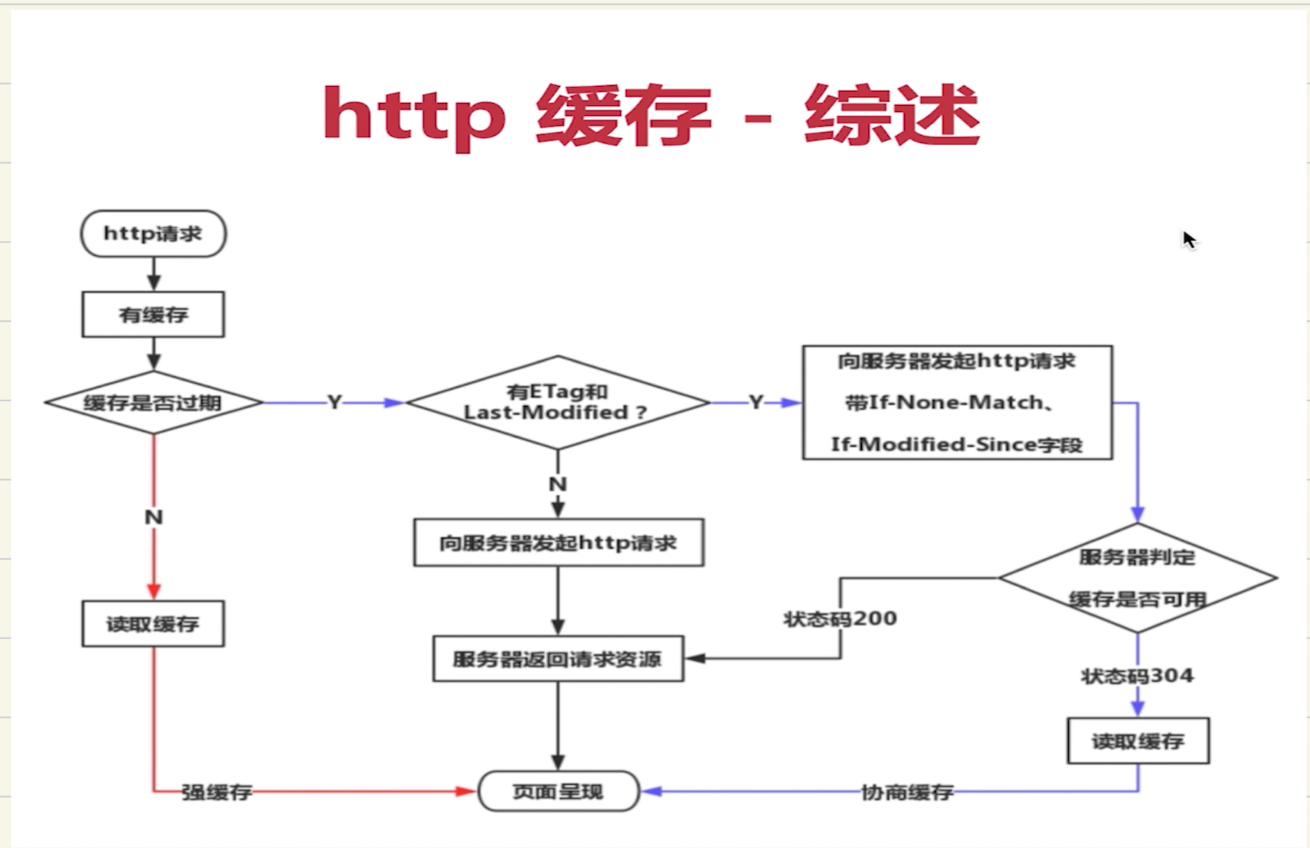 http 缓存 - 综述
http请求
有缓存
缓存是否过期
Y
有ETag和
Last-Modified？
Y
向服务器发起http请求
带If-None-Match、
If-Modified-Since字段
N
N
向服务器发起http请求
服务器判定
缓存是否可用
读取缓存
状态码200
服务器返回请求资源
状态码304
读取缓存
强缓存
页面呈现
协商缓存